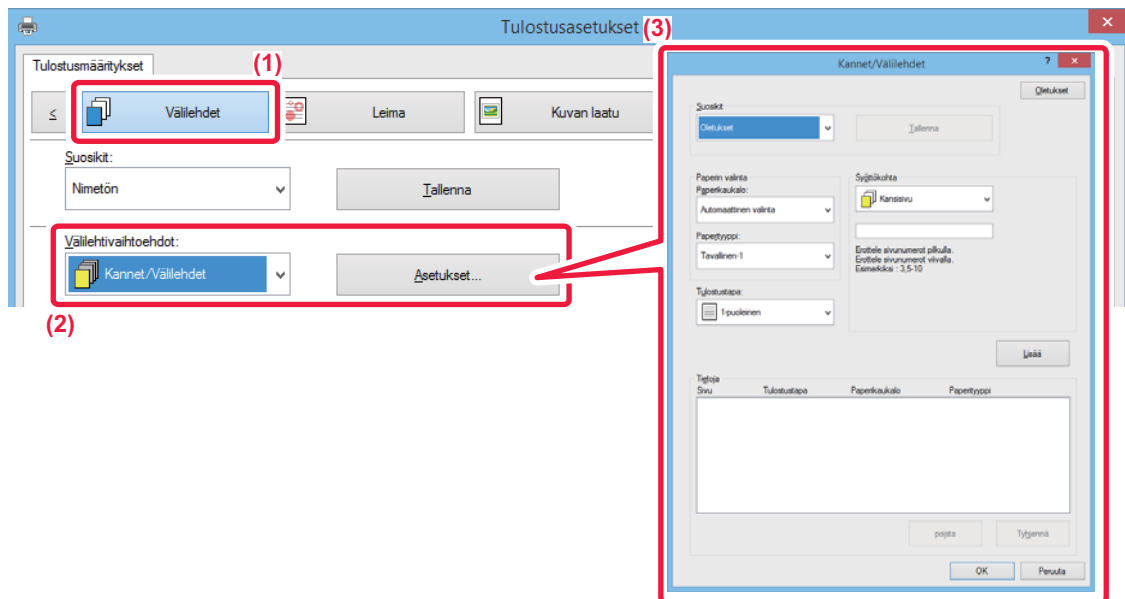 Tulostusasetukset
(3)
Tulostusmääritykset
(1)
≤
Välilehdet
Leima
Kuvan laatu
Suosikit:
Nimetön
Tallenna
Välilehtivaihtoehdot:
Kannet/Välilehdet
Asetukset...
(2)
Kannet/Välilehdet
?
Oletukset
Suosikit
Oletukset
Tallenna
Paperin valinta
Paperikaukalo:
Automaattinen valinta
Paperityyppi:
Tavallinen-1
Tulostustapa:
1-puoleinen
Syöttökohta
Kansisivu
Erottele sivunumerot pilkulla.
Erottele sivunumerot viivalla.
Esimerkiksi : 3,5-10
Lisää
Tietoja
Sivu Tulostustapa Paperikaukalo Paperityyppi
poista
Tyhjennä
OK
Peruuta